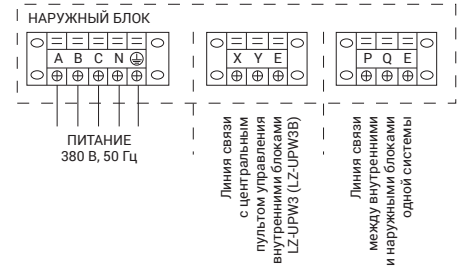 НАРУЖНЫЙ БЛОК
A B C N
X Y E
P Q E
ПИТАНИЕ
380 В, 50 Гц
Линия связи
с центральным
пультом управления
внутренними блоками
LZ-UPW3 (LZ-UPW3B)
Линия связи
между внутренними
и наружными блоками
одной системы